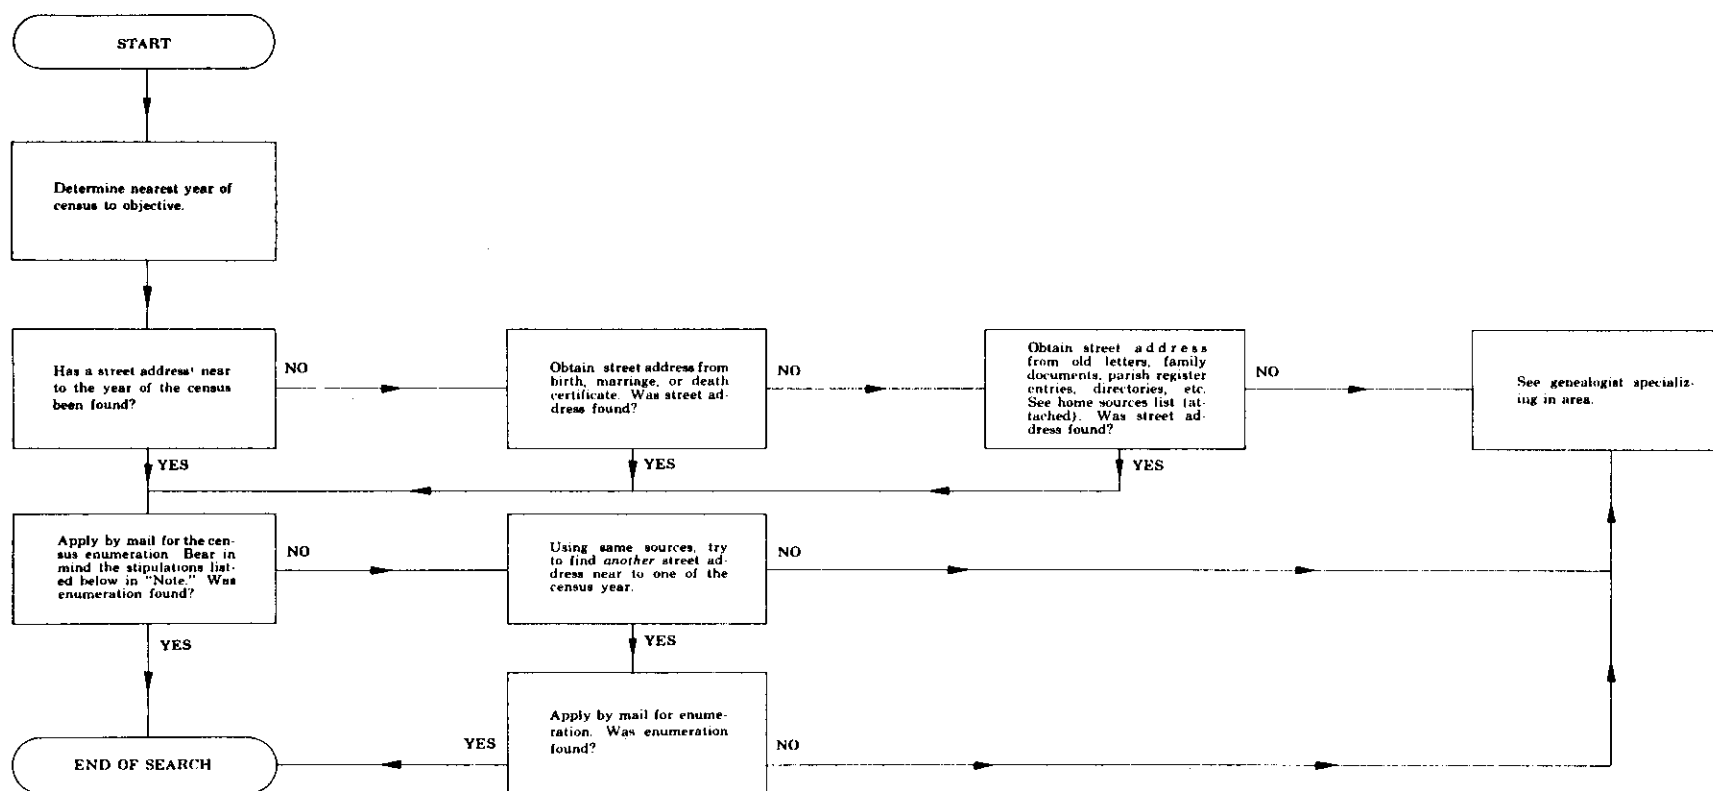 START
Determine nearest year of
census to objective.
Has a street address¹ near
to the year of the census
been found?
NO
Obtain street address from
birth, marriage, or death
certificate. Was street ad-
dress found?
NO
Obtain street address
from old letters, family
documents, parish register
entries, directories, etc.
See home sources list (at-
tached). Was street ad-
dress found?
NO
See genealogist specializ-
ing in area.
YES
YES
YES
Apply by mail for the cen-
sus enumeration. Bear in
mind the stipulations list-
ed below in "Note." Was
enumeration found?
NO
Using same sources, try
to find another street ad-
dress near to one of the
census year.
NO
YES
YES
Apply by mail for enume-
ration. Was enumeration
found?
YES
NO
END OF SEARCH